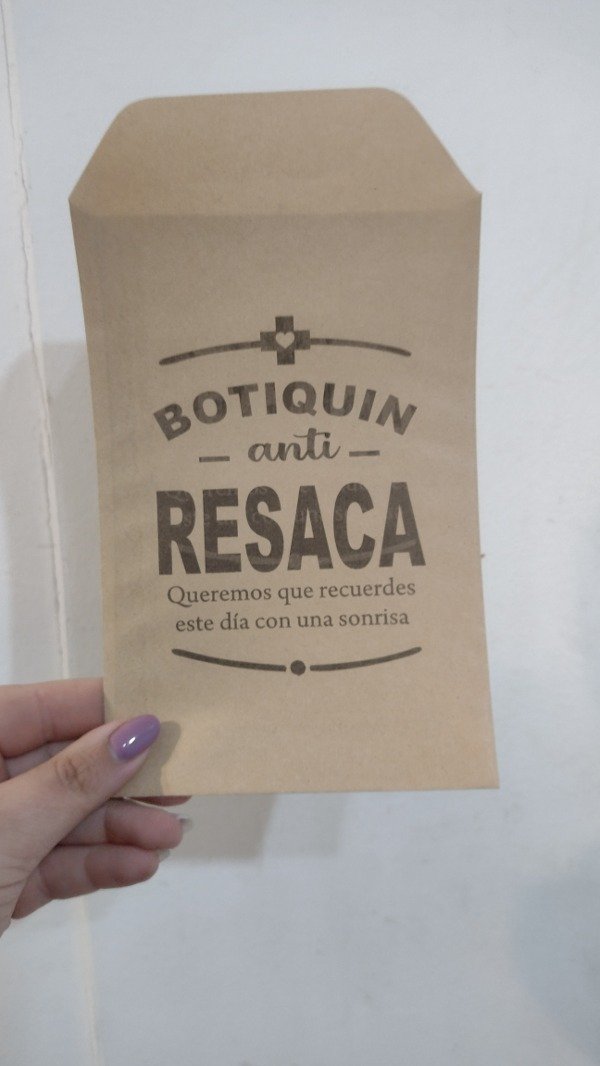 BOTIQUIN
anti
RESACA
Queremos que recuerdes
este día con una sonrisa